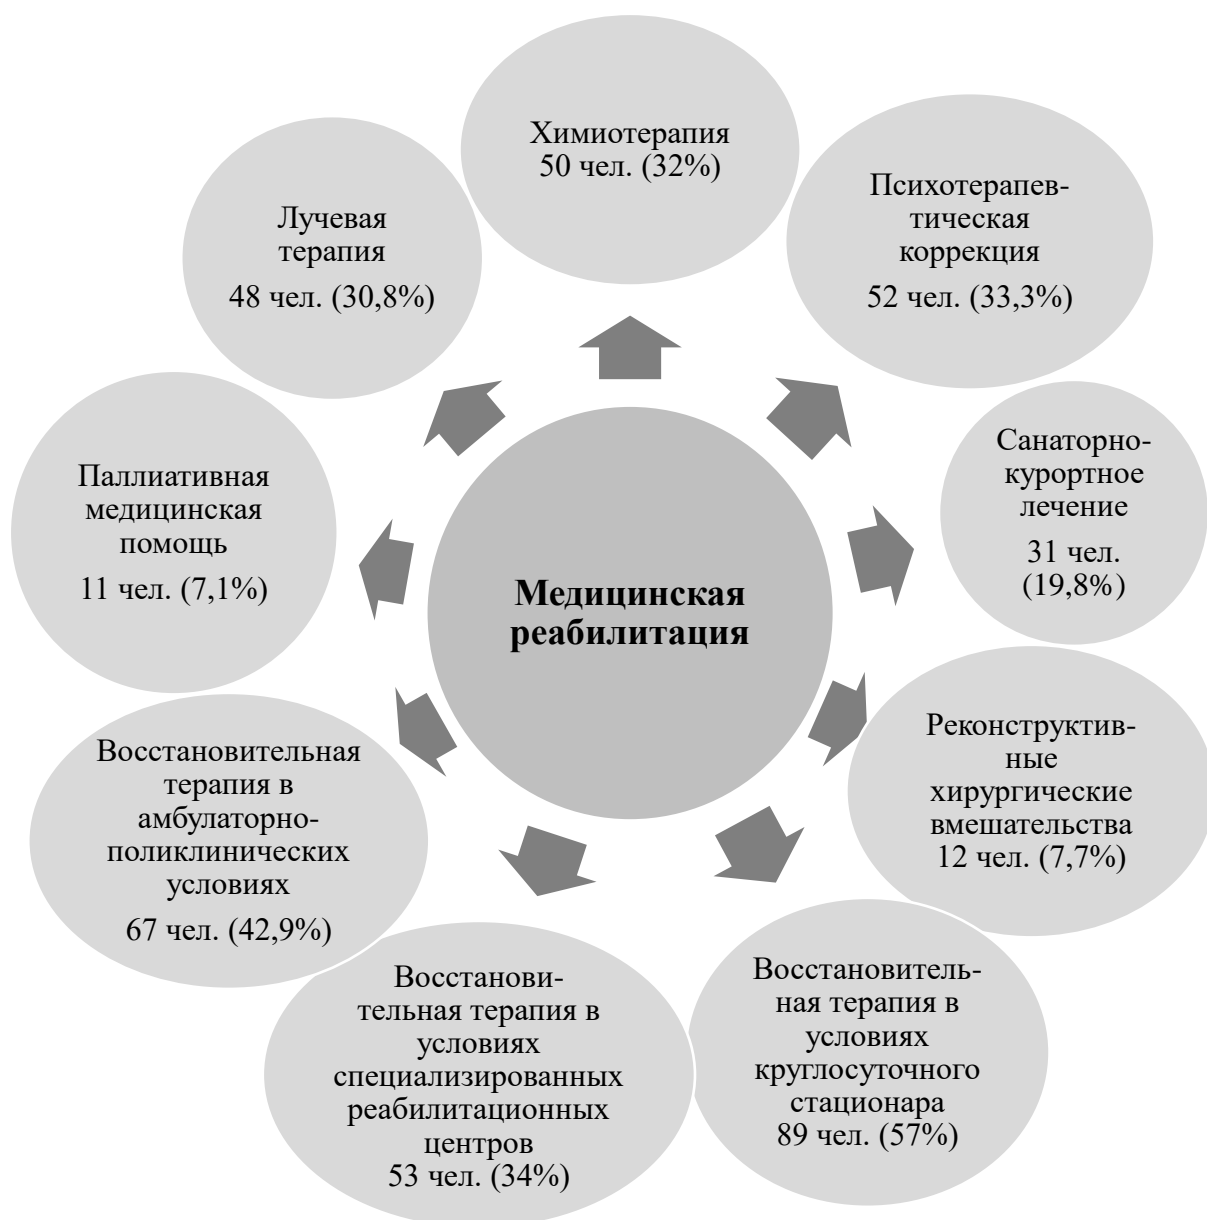 Химиотерапия
50 чел. (32%)
Психотерапев-
тическая
коррекция
52 чел. (33,3%)
Санаторно-
курортное
лечение
31 чел.
(19,8%)
Реконструктив-
ные
хирургические
вмешательства
12 чел. (7,7%)
Восстановитель-
ная терапия в
условиях
круглосуточного
стационара
89 чел. (57%)
Восстанови-
тельная терапия в
условиях
специализированных
реабилитационных
центров
53 чел. (34%)
Восстановительная
терапия в
амбулаторно-
поликлинических
условиях
67 чел. (42,9%)
Паллиативная
медицинская
помощь
11 чел. (7,1%)
Лучевая
терапия
48 чел. (30,8%)
Медицинская
реабилитация